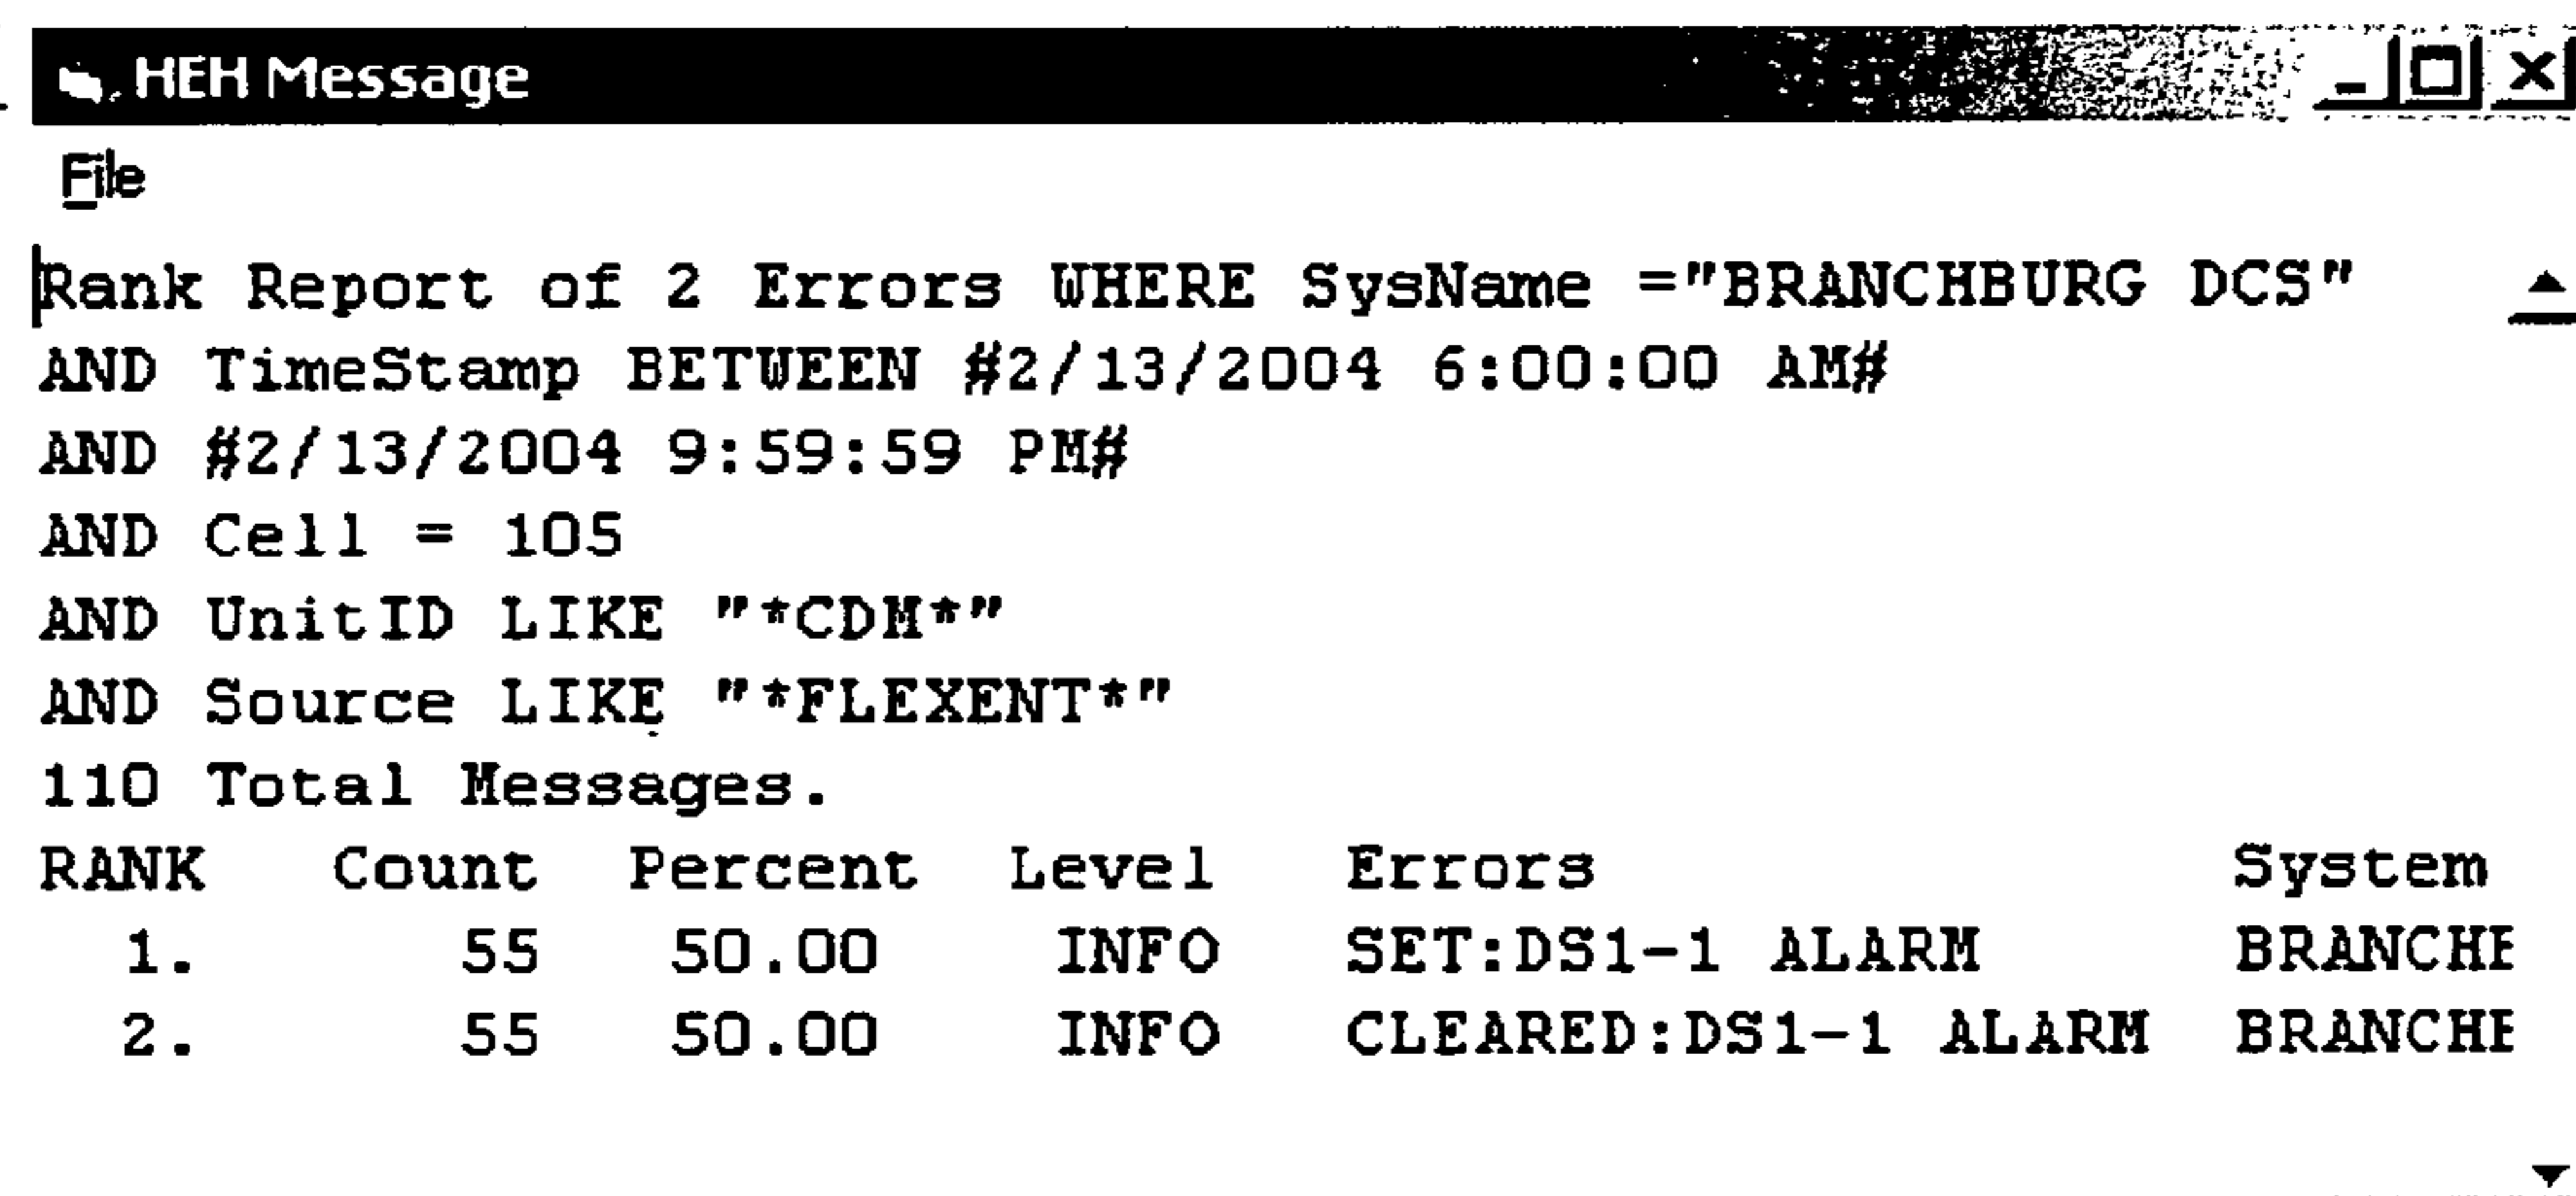 HEH Message
File
Rank Report of 2 Errors WHERE SysName ="BRANCHBURG DCS"
AND TimeStamp BETWEEN #2/13/2004 6:00:00 AM#
AND #2/13/2004 9:59:59 PM#
AND Cell = 105
AND UnitID LIKE "*CDM*"
AND Source LIKE "*FLEXENT*"
110 Total Messages.
RANK Count Percent Level Errors System
1. 55 50.00 INFO SET:DS1-1 ALARM BRANCHB
2. 55 50.00 INFO CLEARED:DS1-1 ALARM BRANCHB